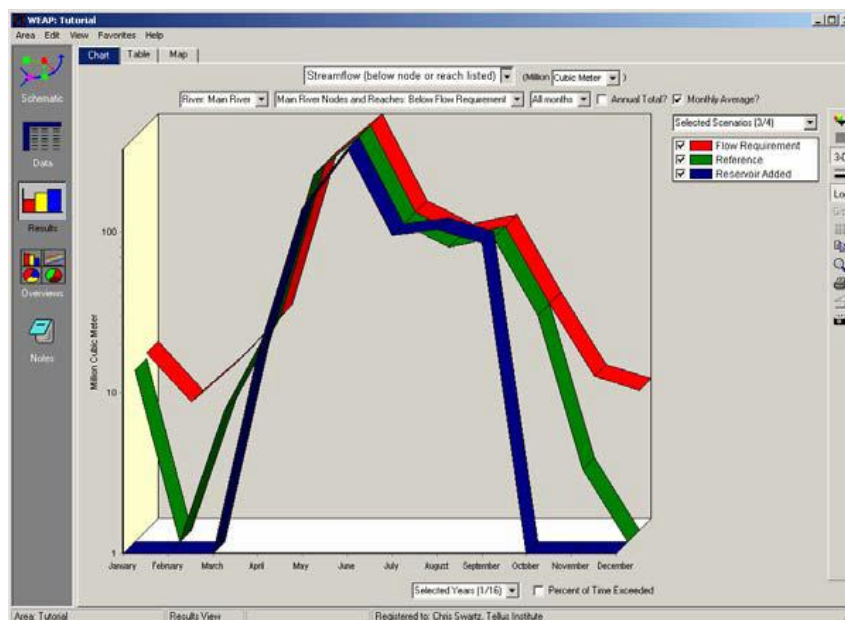 WEAP: Tutorial
Area Edit View Favorites Help
Chart Table Map
Streamflow (below node or reach listed) (Million Cubic Meter )
River: Main River Main River Nodes and Reaches: Below Flow Requirement All months Annual Total? Monthly Average?
Selected Scenarios (3/4)
Flow Requirement
Reference
Reservoir Added
Schematic
Data
Results
Overviews
Notes
3-D
Lo
Million Cubic Meter
100
10
1
January February March April May June July August September October November December
Selected Years (1/16) Percent of Time Exceeded
Area: Tutorial Results View Registered to: Chris Swartz, Tellus Institute